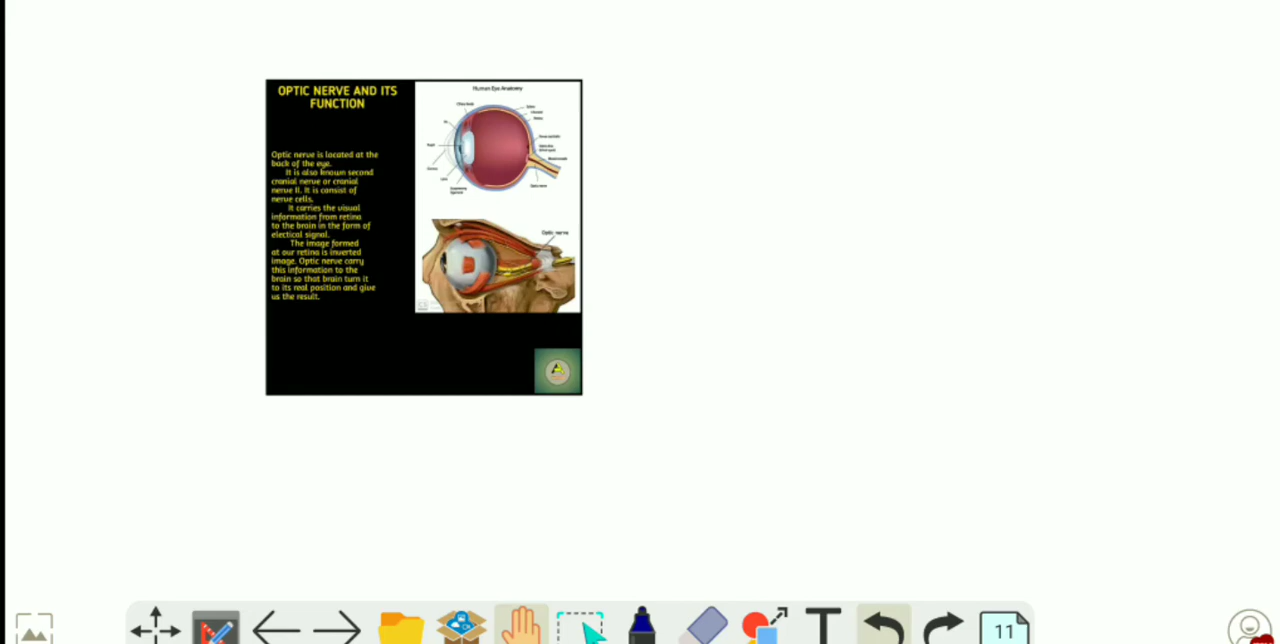 OPTIC NERVE AND ITS
FUNCTION
Optic nerve is located at the
back of the eye.
It is also known second
cranial nerve or cranial
nerve II. It is consist of
nerve cells.
It carries the visual
information from retina
to the brain in the form of
electical signal.
The image formed
at our retina is inverted
image. Optic nerve carry
this information to the
brain so that brain turn it
to its real position and give
us the result.
Human Eye Anatomy
Optic nerve
Optic nerve
11